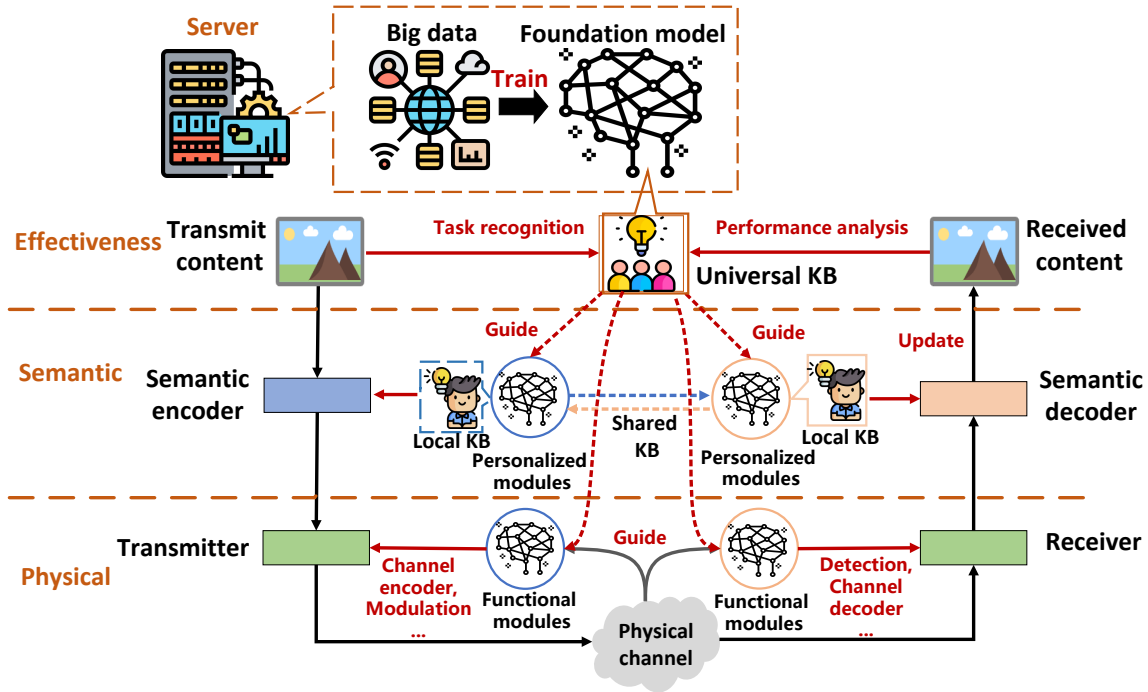 Server
Big data
Foundation model
Train
Effectiveness
Transmit
content
Task recognition
Performance analysis
Universal KB
Received
content
Guide
Guide
Update
Semantic
Semantic
encoder
Local KB
Shared
KB
Local KB
Semantic
decoder
Personalized
modules
Personalized
modules
Physical
Transmitter
Channel
encoder,
Modulation
...
Functional
modules
Guide
Physical
channel
Functional
modules
Detection,
Channel
decoder
...
Receiver